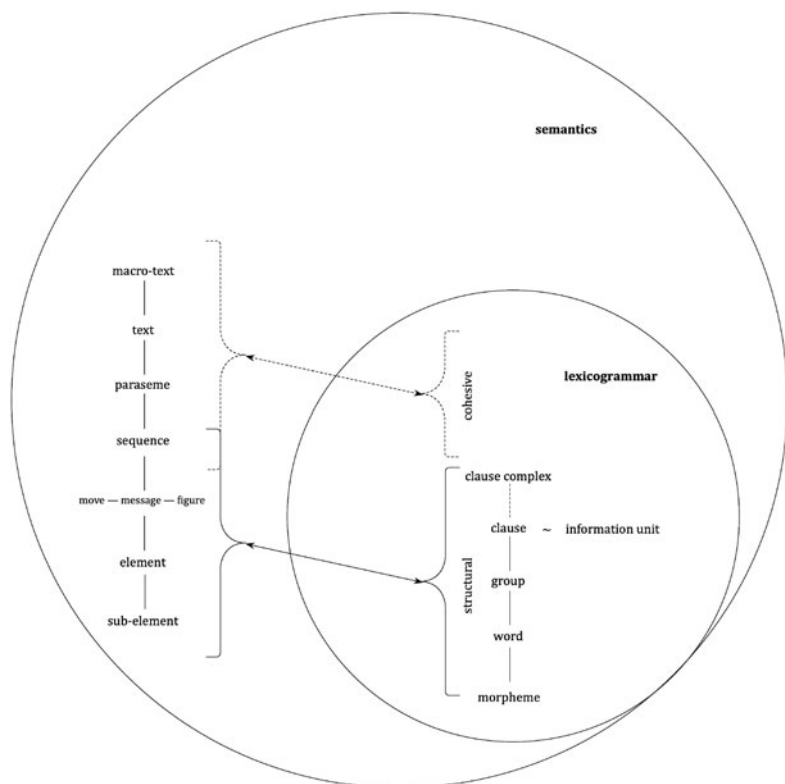 semantics
macro-text
text
paraseme
sequence
move — message — figure
element
sub-element
lexicogrammar
cohesive
structural
clause complex
clause ~ information unit
group
word
morpheme